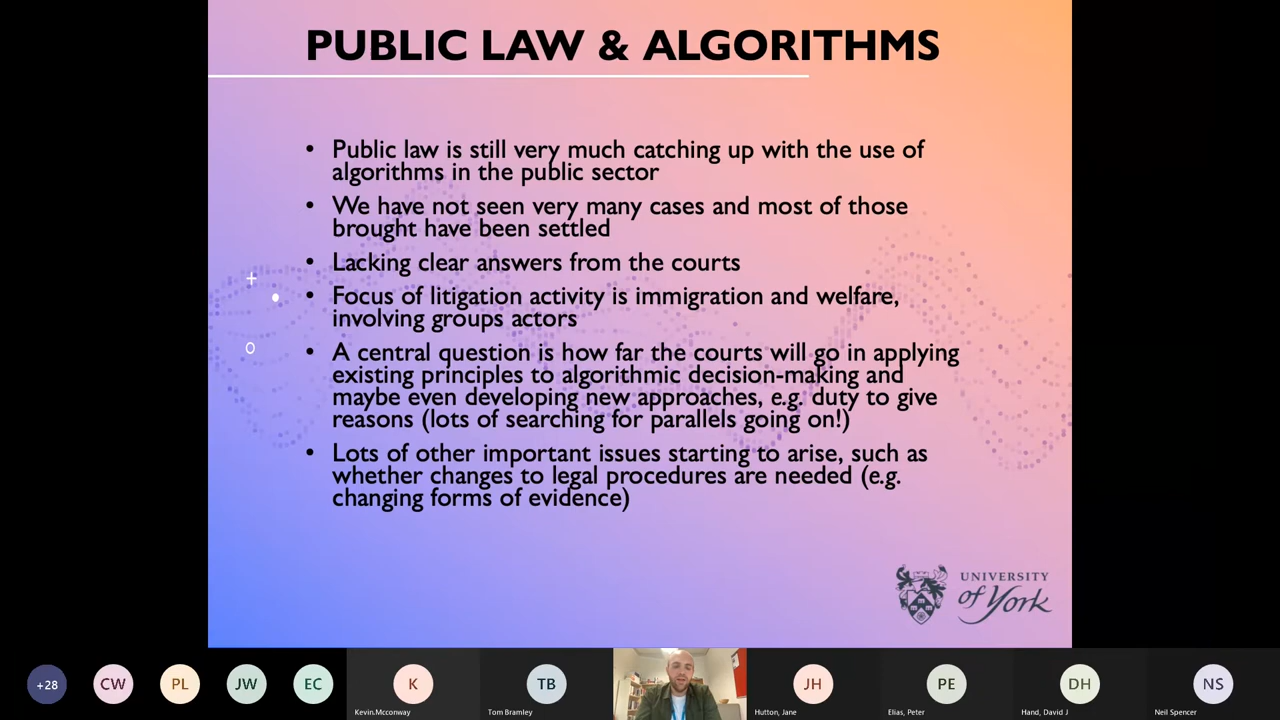 PUBLIC LAW & ALGORITHMS
• Public law is still very much catching up with the use of
algorithms in the public sector
• We have not seen very many cases and most of those
brought have been settled
• Lacking clear answers from the courts
• Focus of litigation activity is immigration and welfare,
involving groups actors
• A central question is how far the courts will go in applying
existing principles to algorithmic decision-making and
maybe even developing new approaches, e.g. duty to give
reasons (lots of searching for parallels going on!)
• Lots of other important issues starting to arise, such as
whether changes to legal procedures are needed (e.g.
changing forms of evidence)
UNIVERSITY
of York
+28
CW
PL
JW
EC
K
Kevin.Mcconway
TB
Tom Bramley
JH
Hutton, Jane
PE
Elias, Peter
DH
Hand, David J
NS
Neil Spencer